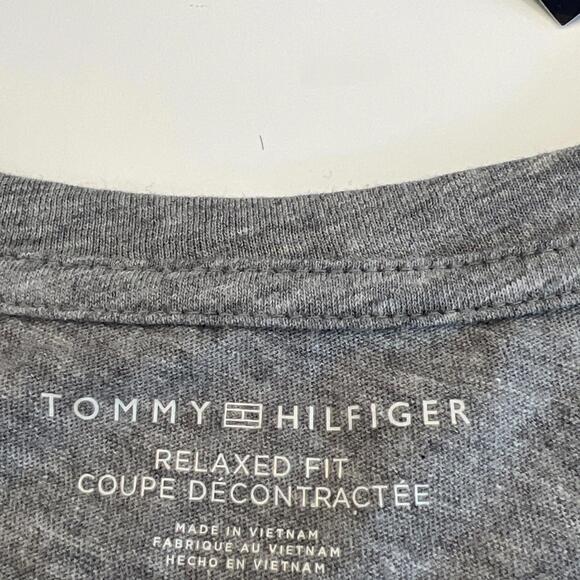 TOMMY HILFIGER
RELAXED FIT
COUPE DÉCONTRACTÉE
MADE IN VIETNAM
FABRIQUÉ AU VIETNAM
HECHO EN VIETNAM